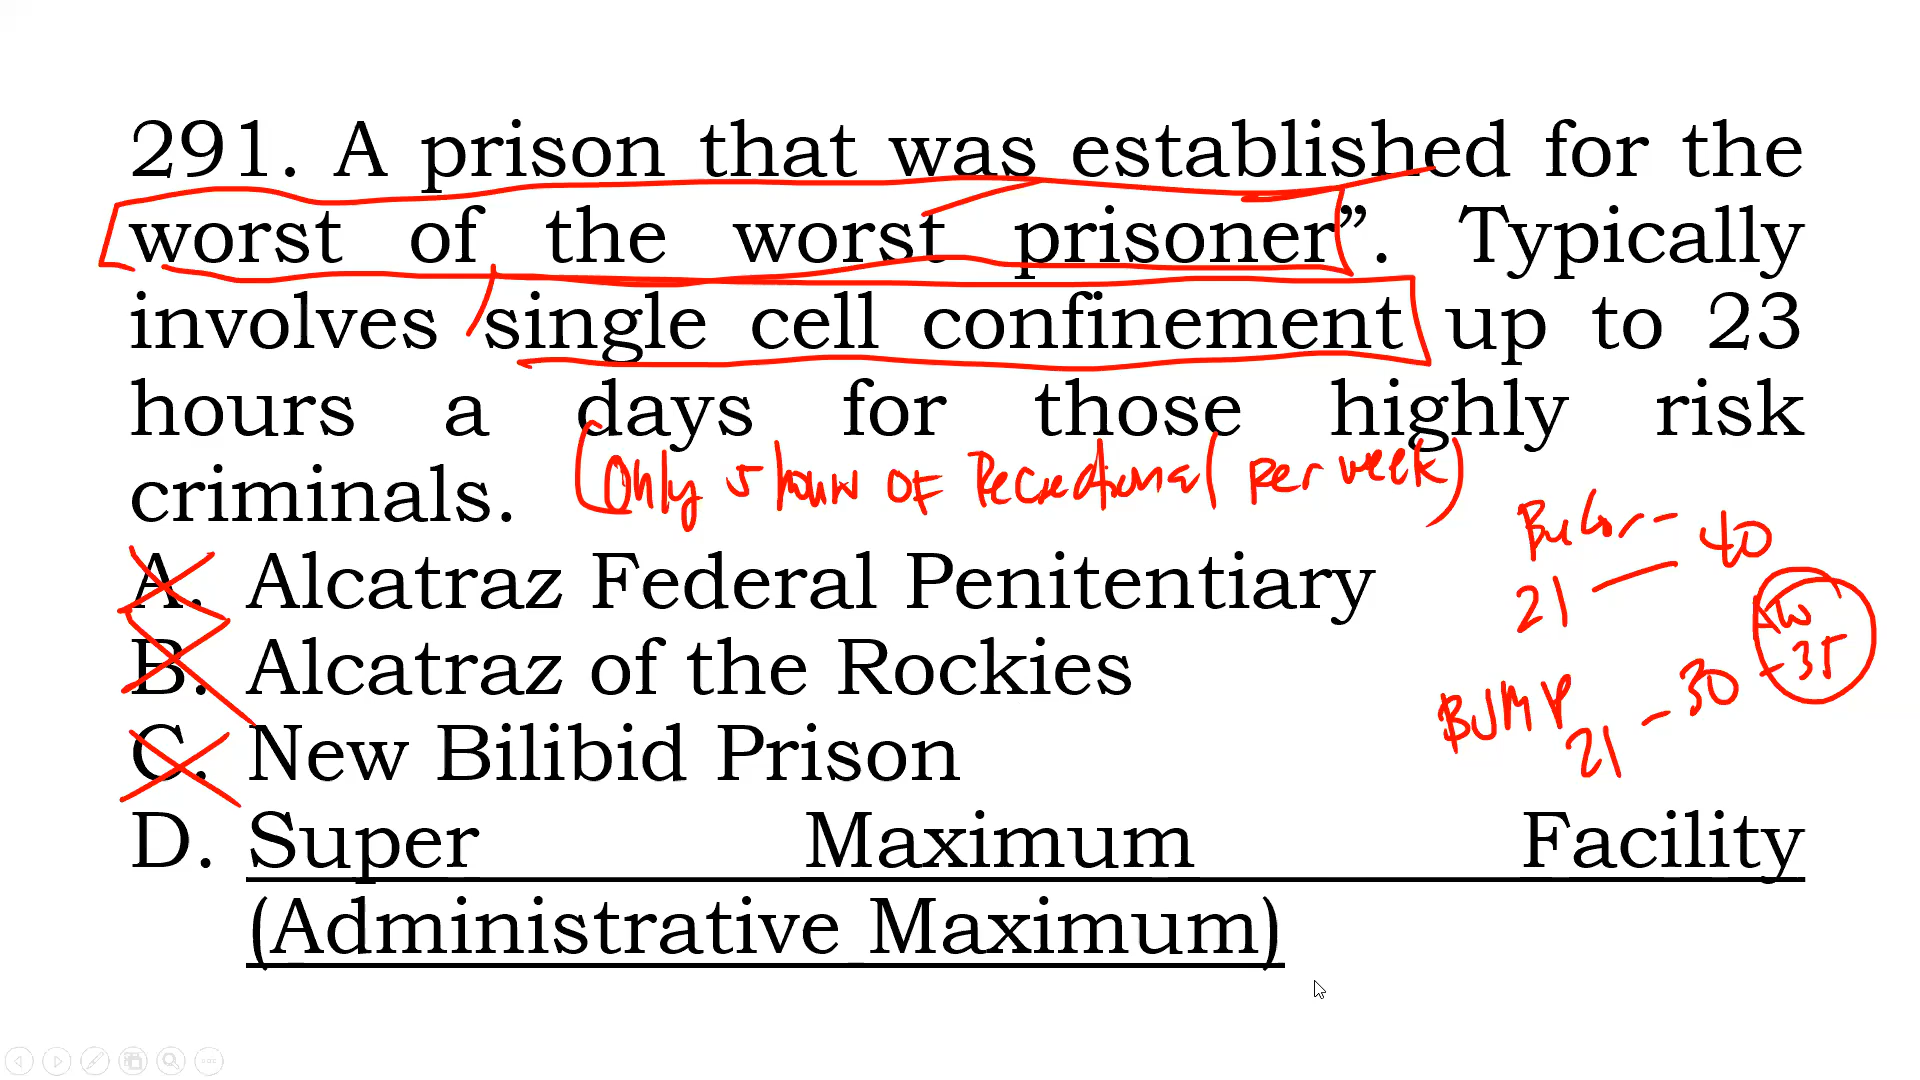 291. A prison that was established for the
worst of the worst prisoner”. Typically
involves single cell confinement up to 23
hours a days for those highly risk
criminals.
(Only 5 hour of Recreational per week)
A. Alcatraz Federal Penitentiary
B. Alcatraz of the Rockies
C. New Bilibid Prison
D. Super Maximum Facility
(Administrative Maximum)
BuCor -
21 — 40
BJMP
21 - 30
- 35